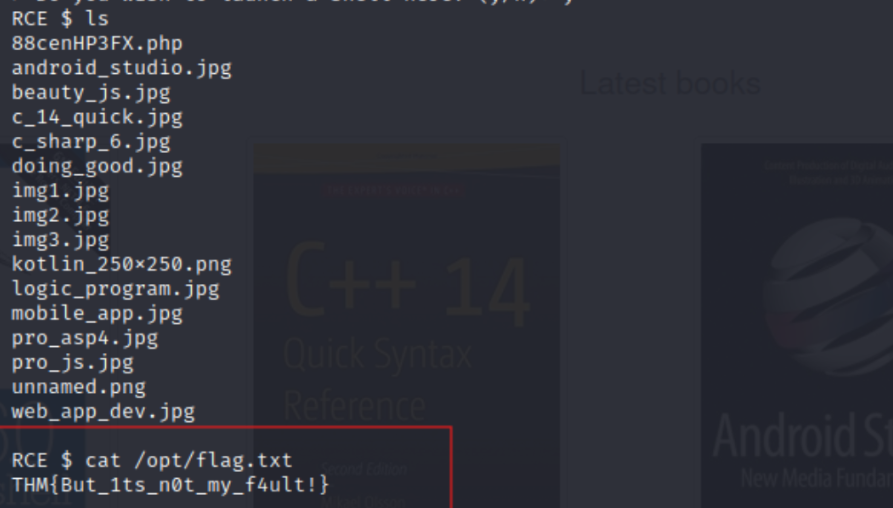 RCE $ ls
88cenHP3FX.php
android_studio.jpg
beauty_js.jpg
c_14_quick.jpg
c_sharp_6.jpg
doing_good.jpg
img1.jpg
img2.jpg
img3.jpg
kotlin_250×250.png
logic_program.jpg
mobile_app.jpg
pro_asp4.jpg
pro_js.jpg
unnamed.png
web_app_dev.jpg
RCE $ cat /opt/flag.txt
THM{But_1ts_n0t_my_f4ult!}
Latest books
C++ 14
Quick Syntax
Reference
Second Edition
Android St
New Media Fundar